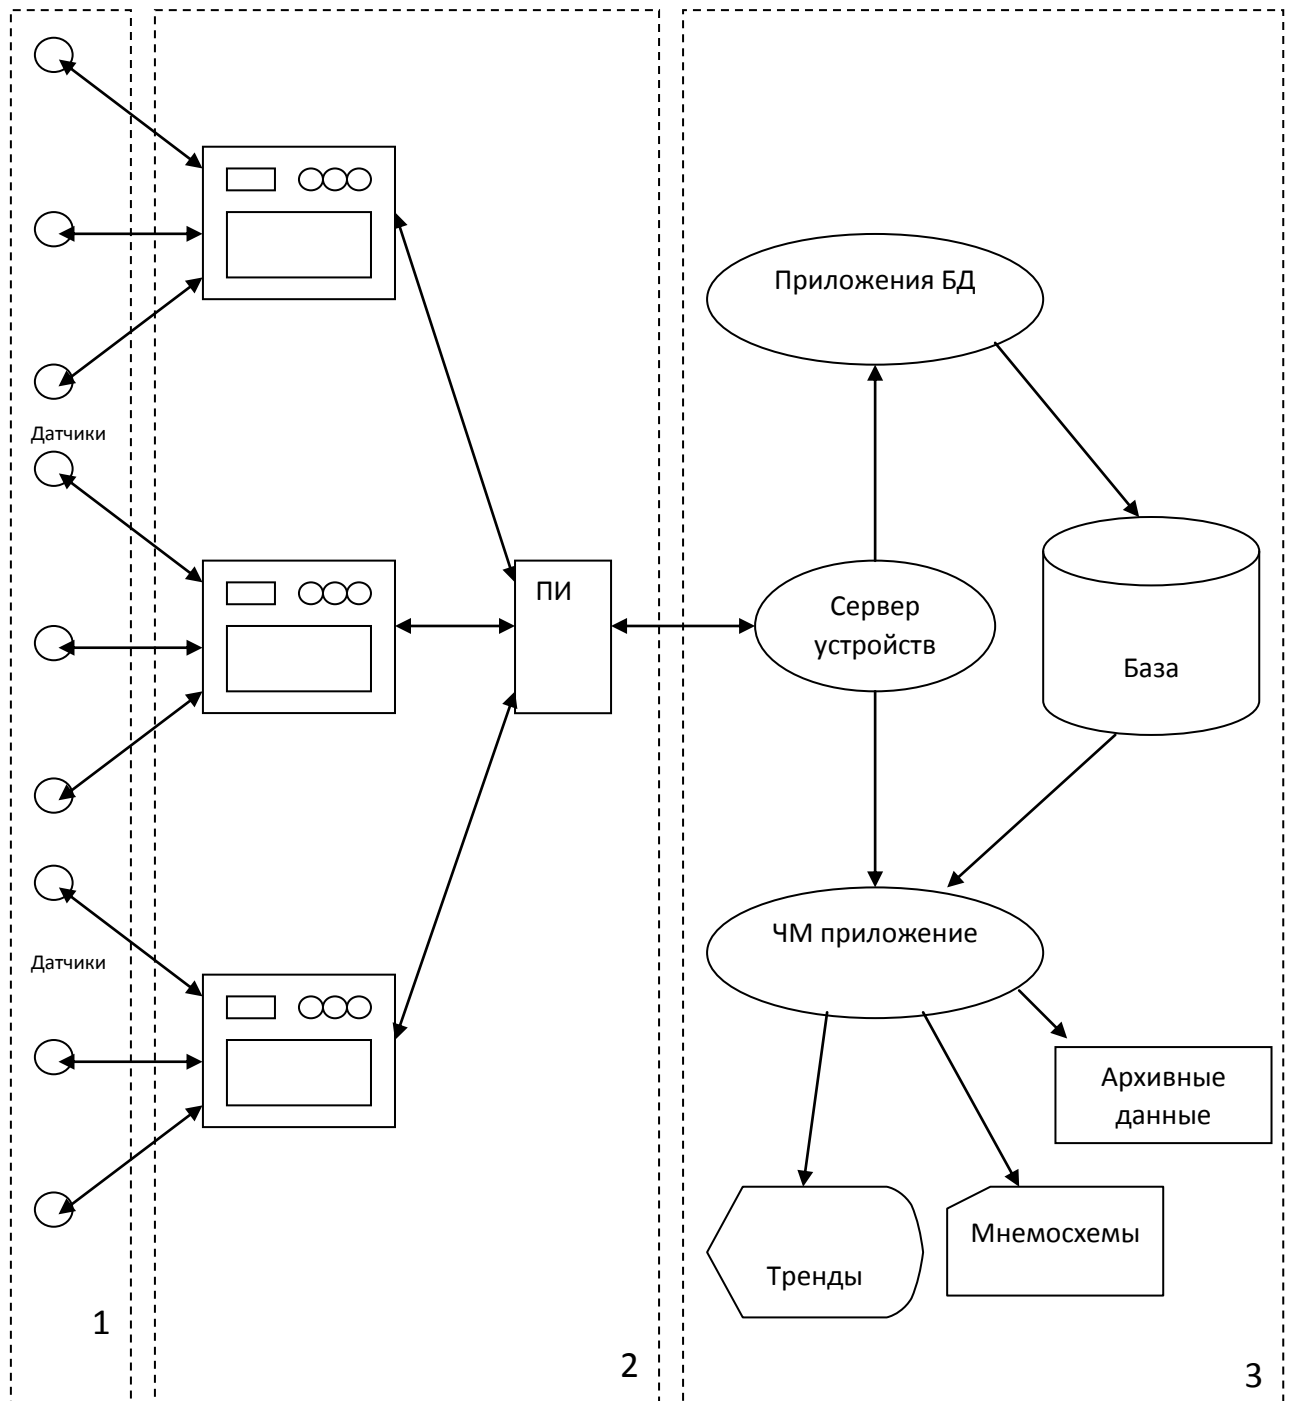 Приложения БД
Датчики
ПИ
Сервер
устройств
База
ЧМ приложение
Датчики
Архивные
данные
Мнемосхемы
Тренды
1
2
3